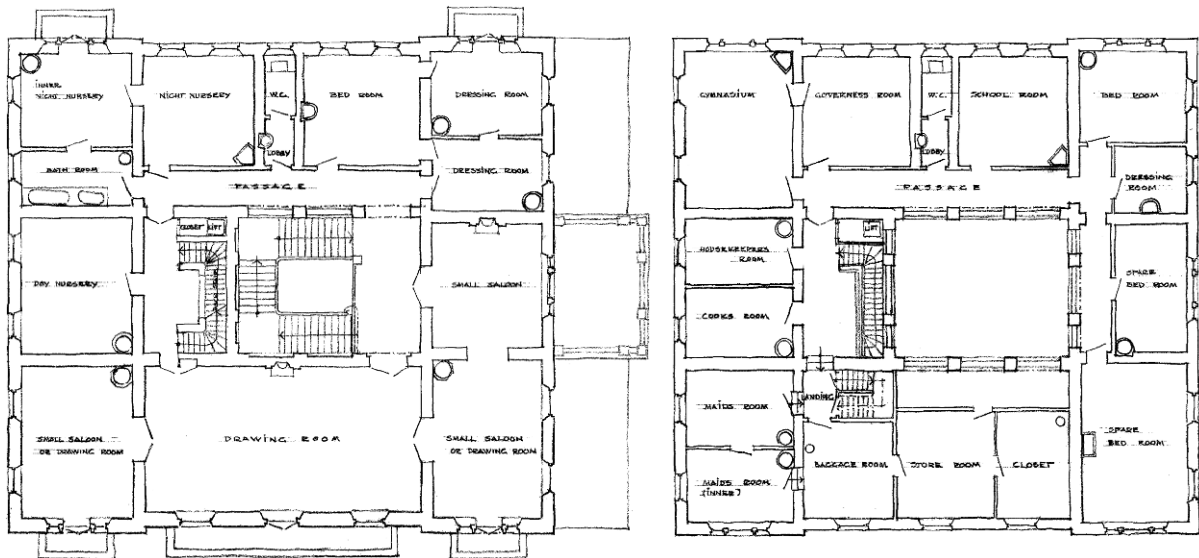 INNER
NIGHT NURSERY
NIGHT NURSERY
W.C.
BED ROOM
DRESSING ROOM
LOBBY
BATH ROOM
DRESSING ROOM
PASSAGE
CLOSET
LIFT
DAY NURSERY
SMALL SALOON
SMALL SALOON
OR DRAWING ROOM
DRAWING ROOM
SMALL SALOON
OR DRAWING ROOM
GYMNASIUM
GOVERNESS ROOM
W.C.
SCHOOL ROOM
BED ROOM
LOBBY
DRESSING
ROOM
PASSAGE
LIFT
HOUSEKEEPERS
ROOM
SPARE
BED ROOM
COOKS ROOM
MAIDS ROOM
LANDING
SPARE
BED ROOM
BAGGAGE ROOM
STORE ROOM
CLOSET
MAIDS ROOM
(INNER)